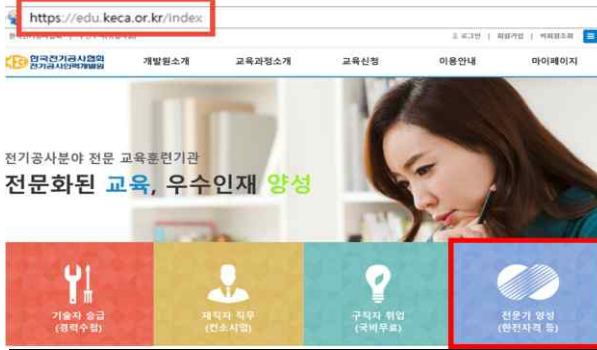 https://edu.keca.or.kr/index
로그인 | 회원가입 |
한국전기공사협회
전기공사인력개발원
개발원소개 교육과정소개 교육신청 이용안내 마이페이지
전기공사분야 전문 교육훈련기관
전문화된 교육, 우수인재 양성
기술자 승급 재직자 직무 구직자 취업 전문가 양성
(경력수첩) (컨소시엄) (국비무료) (한전자격 등)